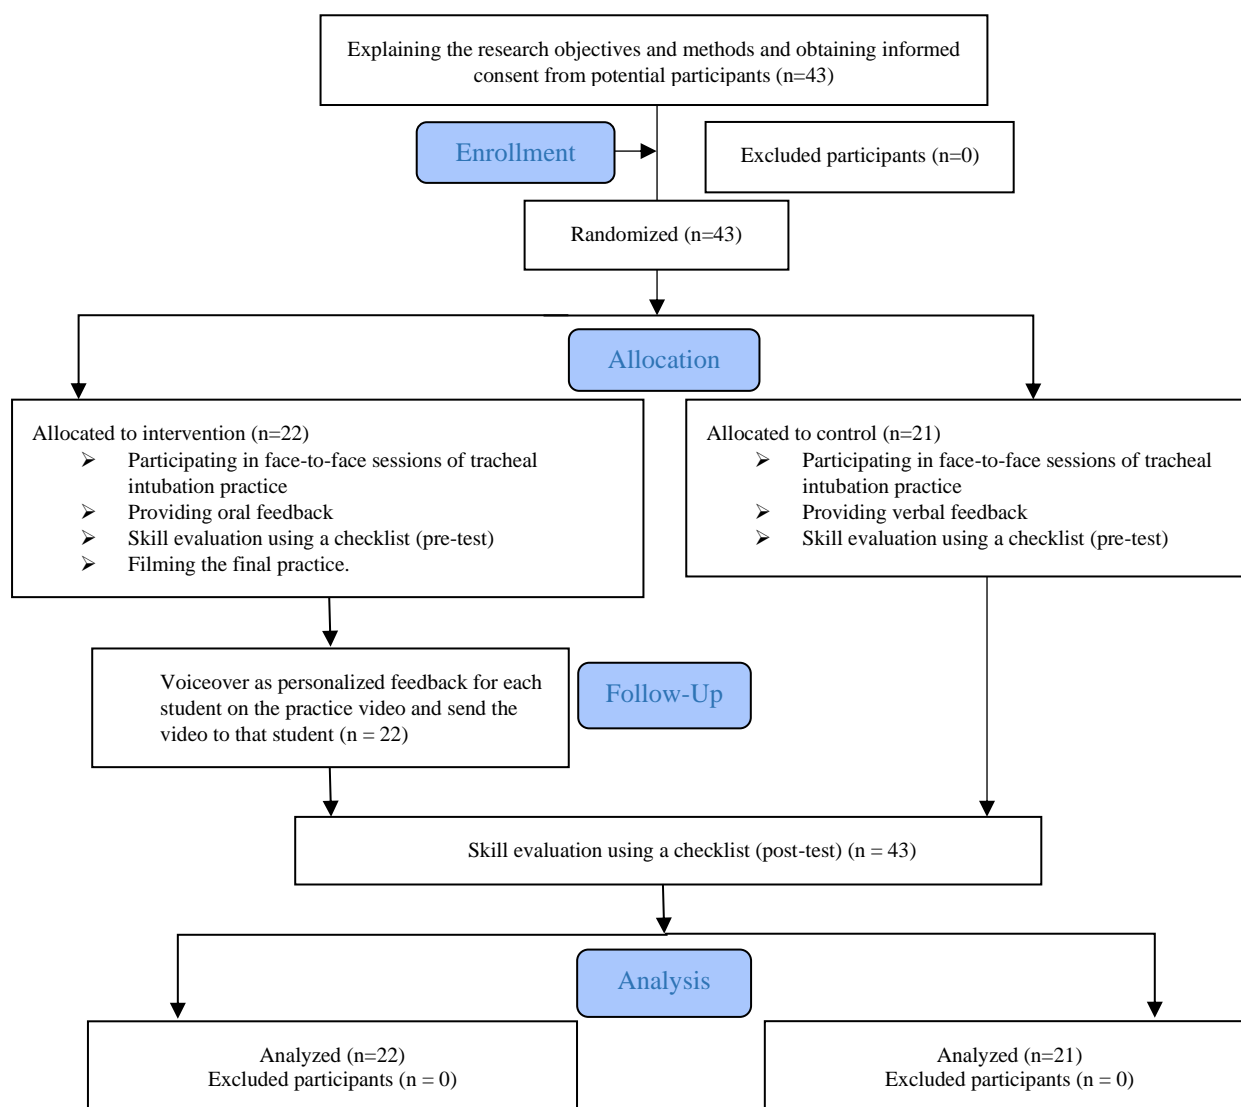 Explaining the research objectives and methods and obtaining informed
consent from potential participants (n=43)
Enrollment
Excluded participants (n=0)
Randomized (n=43)
Allocation
Allocated to intervention (n=22)
➢ Participating in face-to-face sessions of tracheal
intubation practice
➢ Providing oral feedback
➢ Skill evaluation using a checklist (pre-test)
➢ Filming the final practice.
Allocated to control (n=21)
➢ Participating in face-to-face sessions of tracheal
intubation practice
➢ Providing verbal feedback
➢ Skill evaluation using a checklist (pre-test)
Voiceover as personalized feedback for each
student on the practice video and send the
video to that student (n = 22)
Follow-Up
Skill evaluation using a checklist (post-test) (n = 43)
Analysis
Analyzed (n=22)
Excluded participants (n = 0)
Analyzed (n=21)
Excluded participants (n = 0)